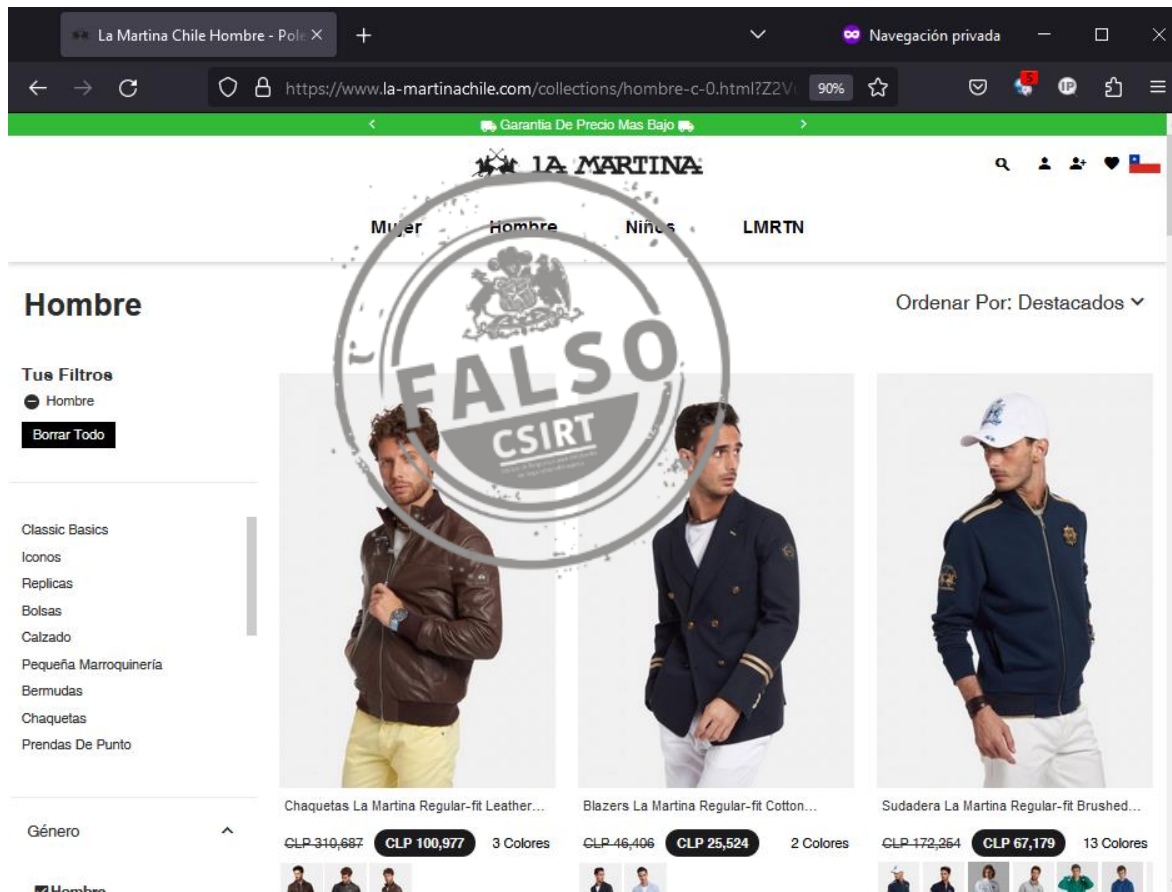 La Martina Chile Hombre - Pole
Navegación privada
https://www.la-martinachile.com/collections/hombre-c-0.html?Z2V
90%
5
IP
Garantia De Precio Mas Bajo
LA MARTINA
Mujer Hombre Niños LMRTN
Hombre
Ordenar Por: Destacados
FALSO
CSIRT
Tus Filtros
Hombre
Borrar Todo
Classic Basics
Iconos
Replicas
Bolsas
Calzado
Pequeña Marroquinería
Bermudas
Chaquetas
Prendas De Punto
Género
Hombre
Chaquetas La Martina Regular-fit Leather...
CLP 310,687 CLP 100,977 3 Colores
Blazers La Martina Regular-fit Cotton...
CLP 46,406 CLP 25,524 2 Colores
Sudadera La Martina Regular-fit Brushed...
CLP 172,254 CLP 67,179 13 Colores